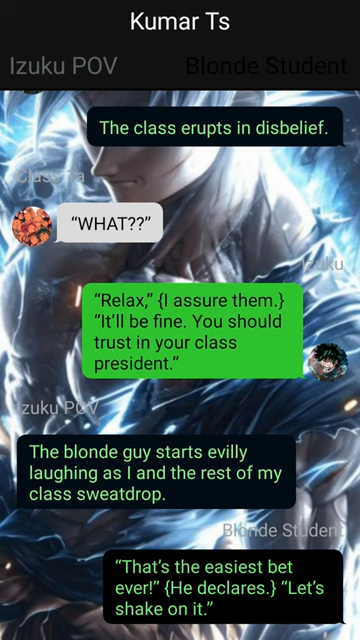 Kumar Ts
Izuku POV
Blonde Student
The class erupts in disbelief.
Class 1a
“WHAT??”
Izuku
“Relax,” {I assure them.}
“It’ll be fine. You should
trust in your class
president.”
Izuku POV
The blonde guy starts evilly
laughing as I and the rest of my
class sweatdrop.
Blonde Student
“That’s the easiest bet
ever!” {He declares.} “Let’s
shake on it.”